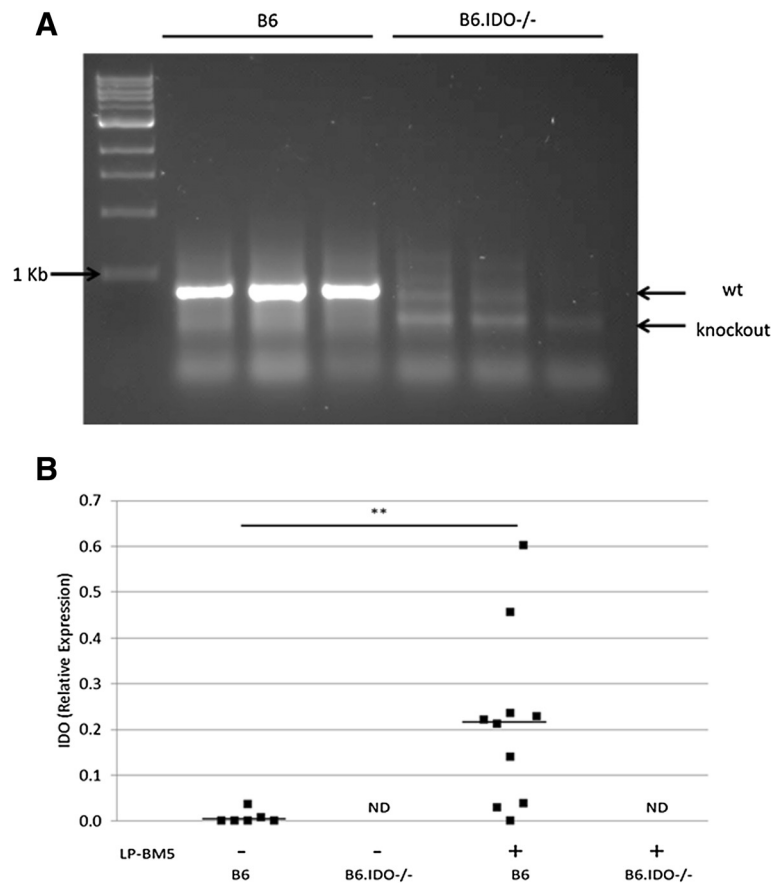 A
B6 B6.IDO-/-
1 Kb
wt
knockout
B
0.7
**
0.6
0.5
0.4
0.3
0.2
0.1
0.0
IDO (Relative Expression)
ND ND
LP-BM5 - - + +
B6 B6.IDO-/- B6 B6.IDO-/-